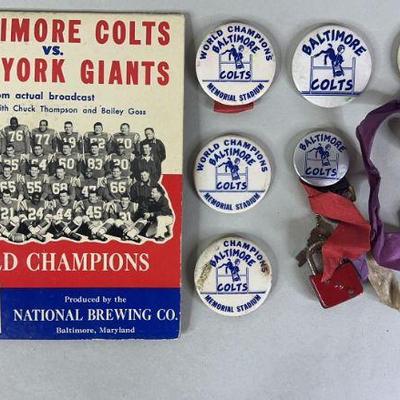 IMORE COLTS
vs.
YORK GIANTS
om actual broadcast
ith Chuck Thompson and Bailey Goss
LD CHAMPIONS
Produced by the
NATIONAL BREWING CO.
Baltimore, Maryland
WORLD CHAMPIONS
BALTIMORE
COLTS
MEMORIAL STADIUM
BALTIMORE
COLTS
WORLD CHAMPIONS
BALTIMORE
COLTS
MEMORIAL STADIUM
BALTIMORE
COLTS
CHAMPIONS
BALTIMORE
COLTS
MEMORIAL STADIUM